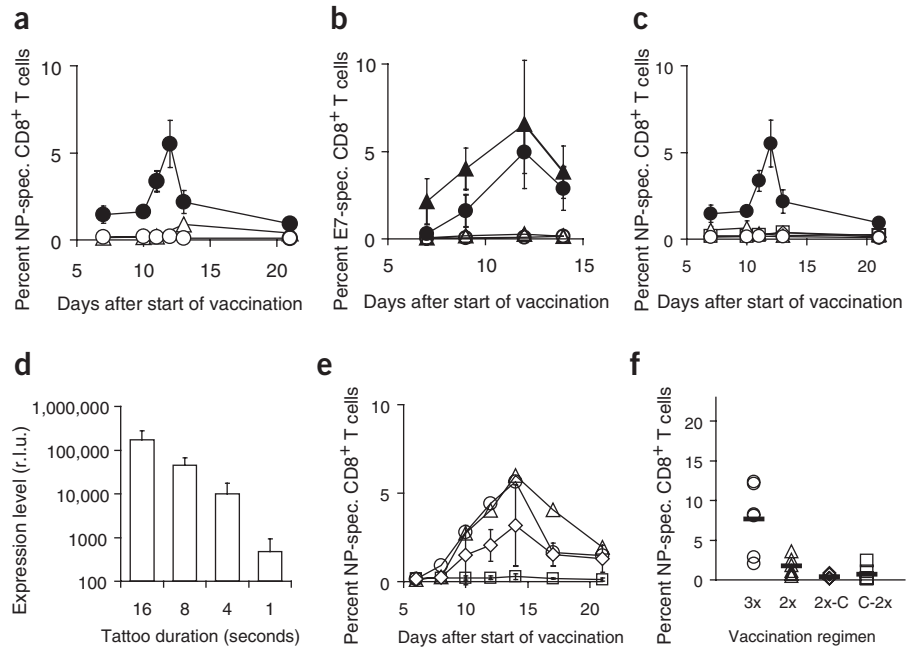 a
Percent NP-spec. CD8+ T cells
10
5
0
5 10 15 20
Days after start of vaccination
b
Percent E7-spec. CD8+ T cells
10
5
0
5 10 15
Days after start of vaccination
c
Percent NP-spec. CD8+ T cells
10
5
0
5 10 15 20
Days after start of vaccination
d
Expression level (r.l.u.)
1,000,000
100,000
10,000
1000
100
16 8 4 1
Tattoo duration (seconds)
e
Percent NP-spec. CD8+ T cells
10
5
0
5 10 15 20
Days after start of vaccination
f
Percent NP-spec. CD8+ T cells
20
15
10
5
0
3x 2x 2x-C C-2x
Vaccination regimen